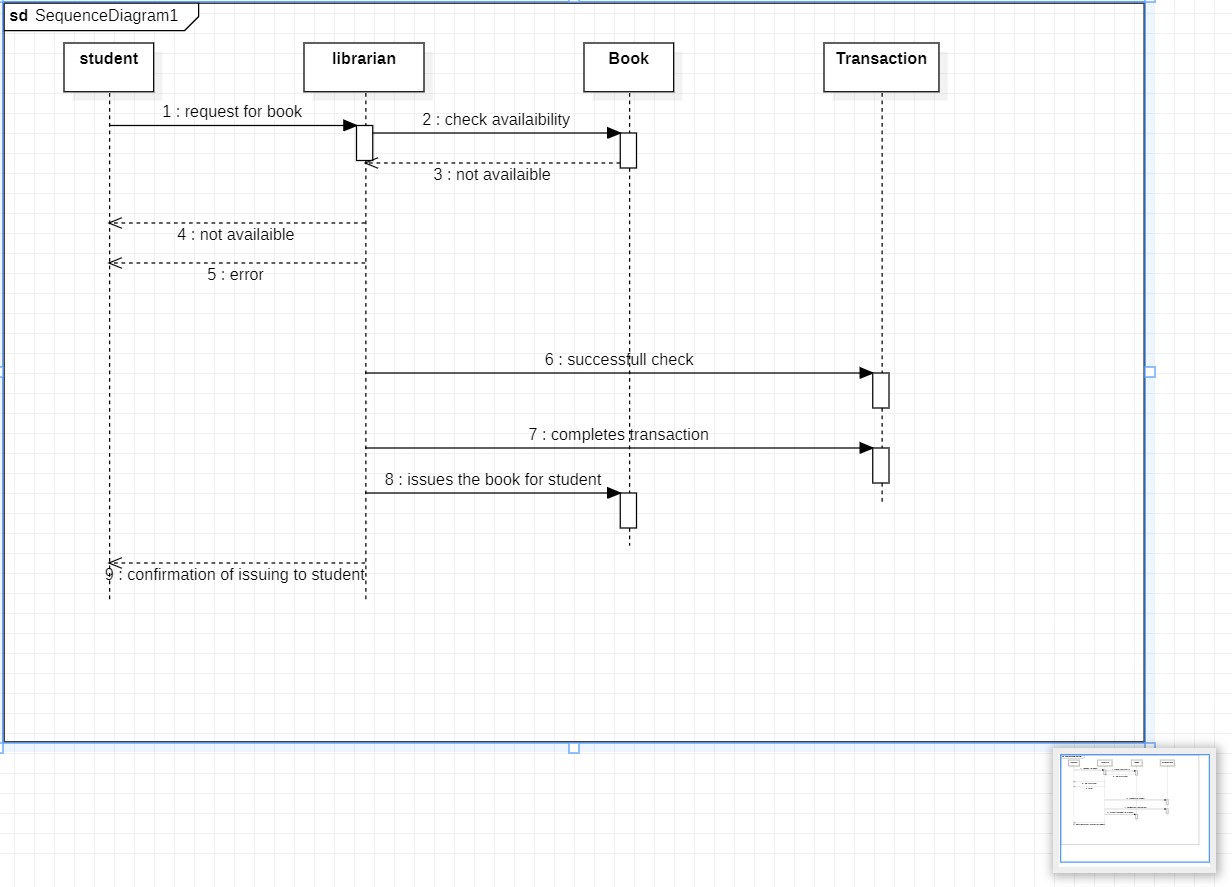 sd SequenceDiagram1
student
librarian
Book
Transaction
1 : request for book
2 : check availaibility
3 : not availaible
4 : not availaible
5 : error
6 : successfull check
7 : completes transaction
8 : issues the book for student
9 : confirmation of issuing to student